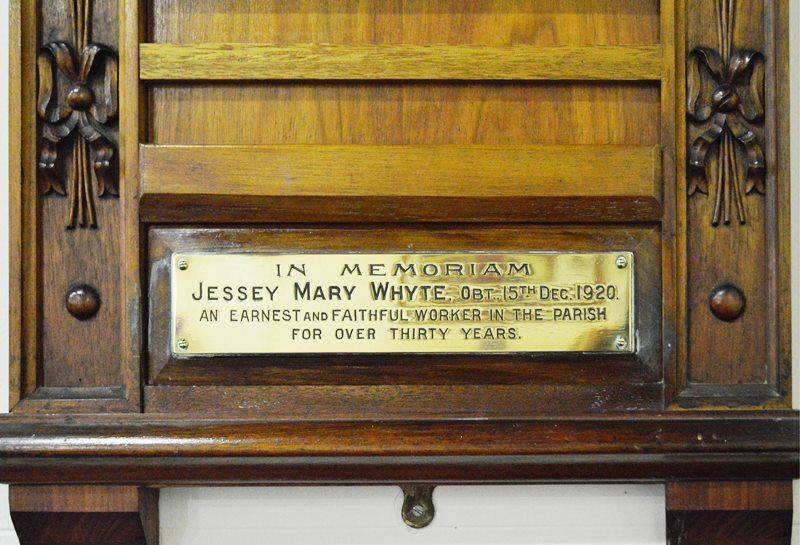 IN MEMORIAM
JESSEY MARY WHYTE, OBT. 15TH DEC. 1920.
AN EARNEST AND FAITHFUL WORKER IN THE PARISH
FOR OVER THIRTY YEARS.